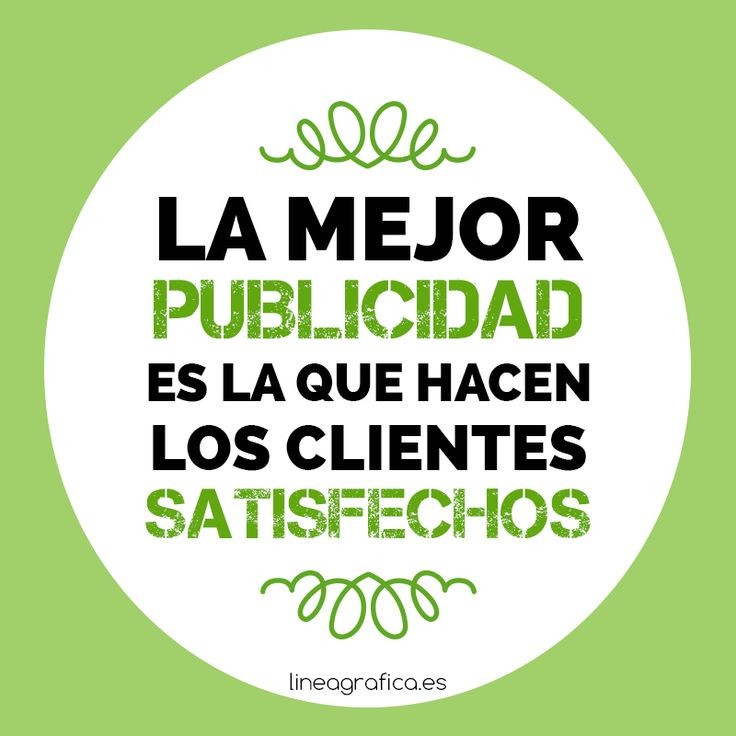 LA MEJOR
PUBLICIDAD
ES LA QUE HACEN
LOS CLIENTES
SATISFECHOS
lineagrafica.es